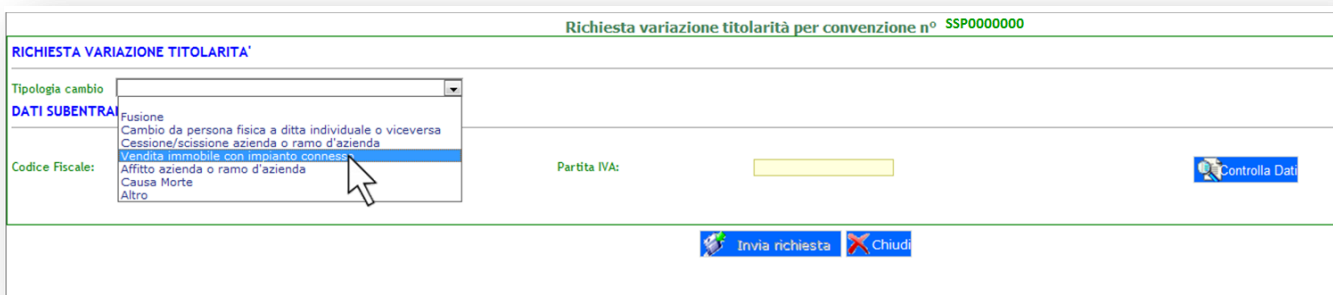 Richiesta variazione titolarità per convenzione nº SSP0000000
RICHIESTA VARIAZIONE TITOLARITA'
Tipologia cambio
DATI SUBENTRA
Fusione
Cambio da persona fisica a ditta individuale o viceversa
Cessione/scissione azienda o ramo d'azienda
Vendita immobile con impianto connesso
Affitto azienda o ramo d'azienda
Causa Morte
Altro
Codice Fiscale:
Partita IVA:
Controlla Dati
Invia richiesta
Chiudi